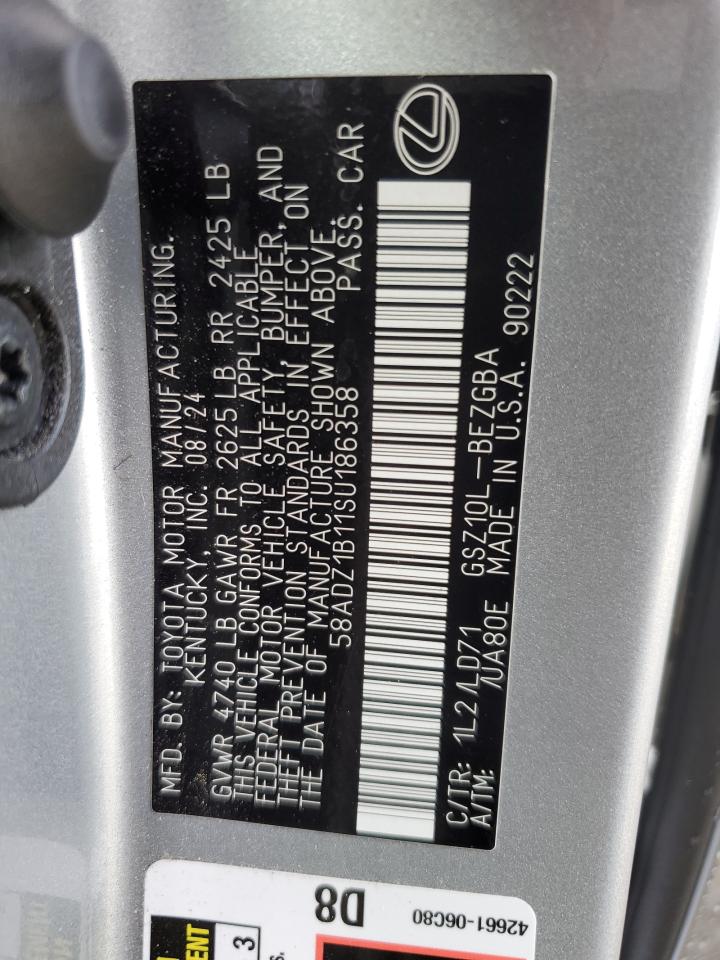 MFD. BY: TOYOTA MOTOR MANUFACTURING.
KENTUCKY, INC. 08/24
GVWR 4740 LB GAWR FR 2625 LB RR 2425 LB
THIS VEHICLE CONFORMS TO ALL APPLICABLE
FEDERAL MOTOR VEHICLE SAFETY, BUMPER, AND
THEFT PREVENTION STANDARDS IN EFFECT ON
THE DATE OF MANUFACTURE SHOWN ABOVE.
58ADZ1B11SU186358 PASS. CAR
C/TR: 1L2/LD71 GSZ10L-BEZGBA
A/TM: /UA80E MADE IN U.S.A. 90222
D8
42661-06C80
3